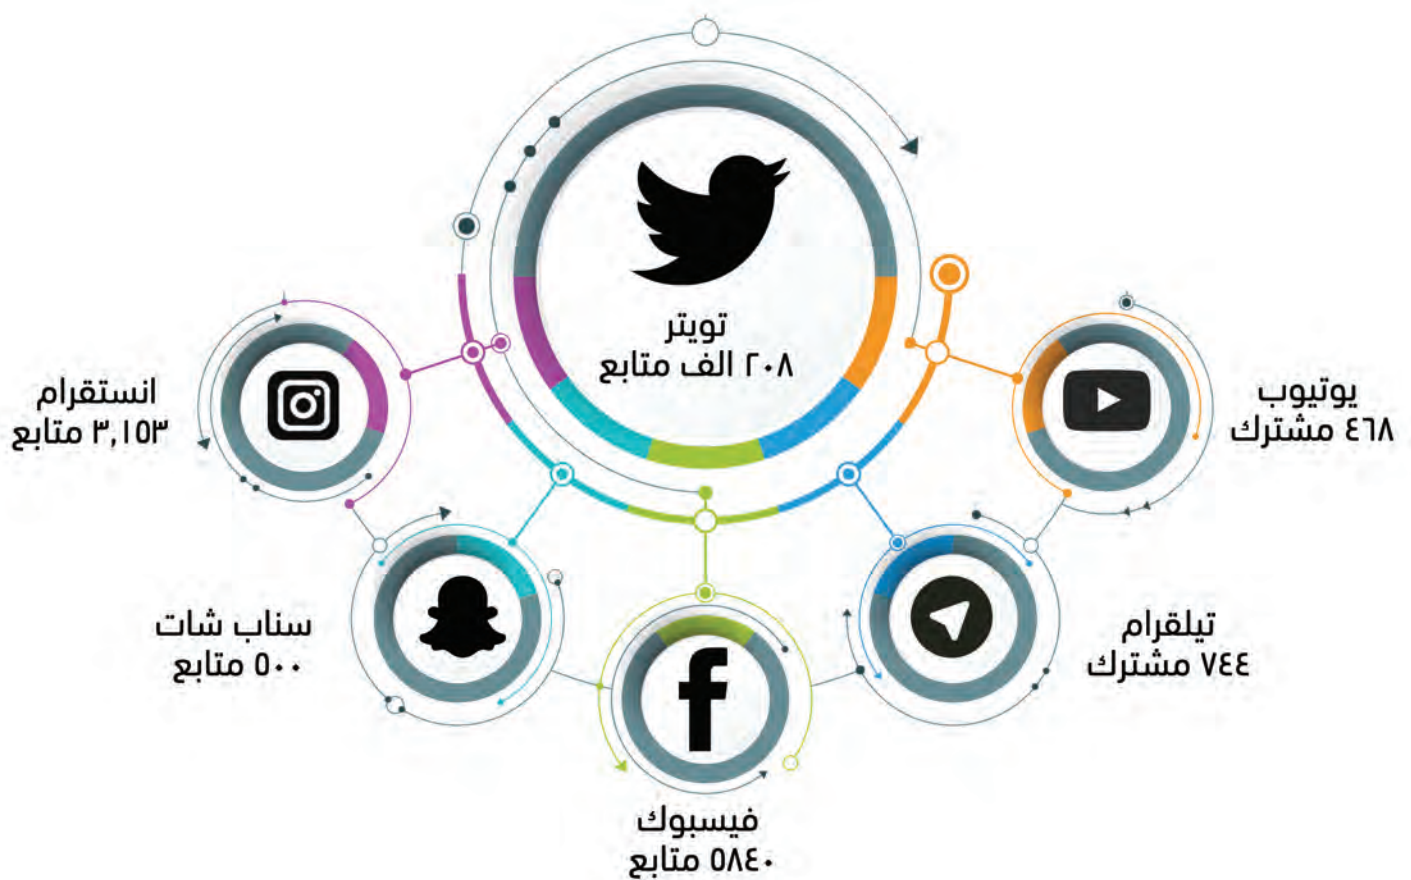 تويتر
٢٠٨ الف متابع
يوتيوب
٤٦٨ مشترك
انستقرام
٣,١٥٣ متابع
تيلقرام
٧٤٤ مشترك
سناب شات
٥٠٠ متابع
فيسبوك
٥٨٤٠ متابع